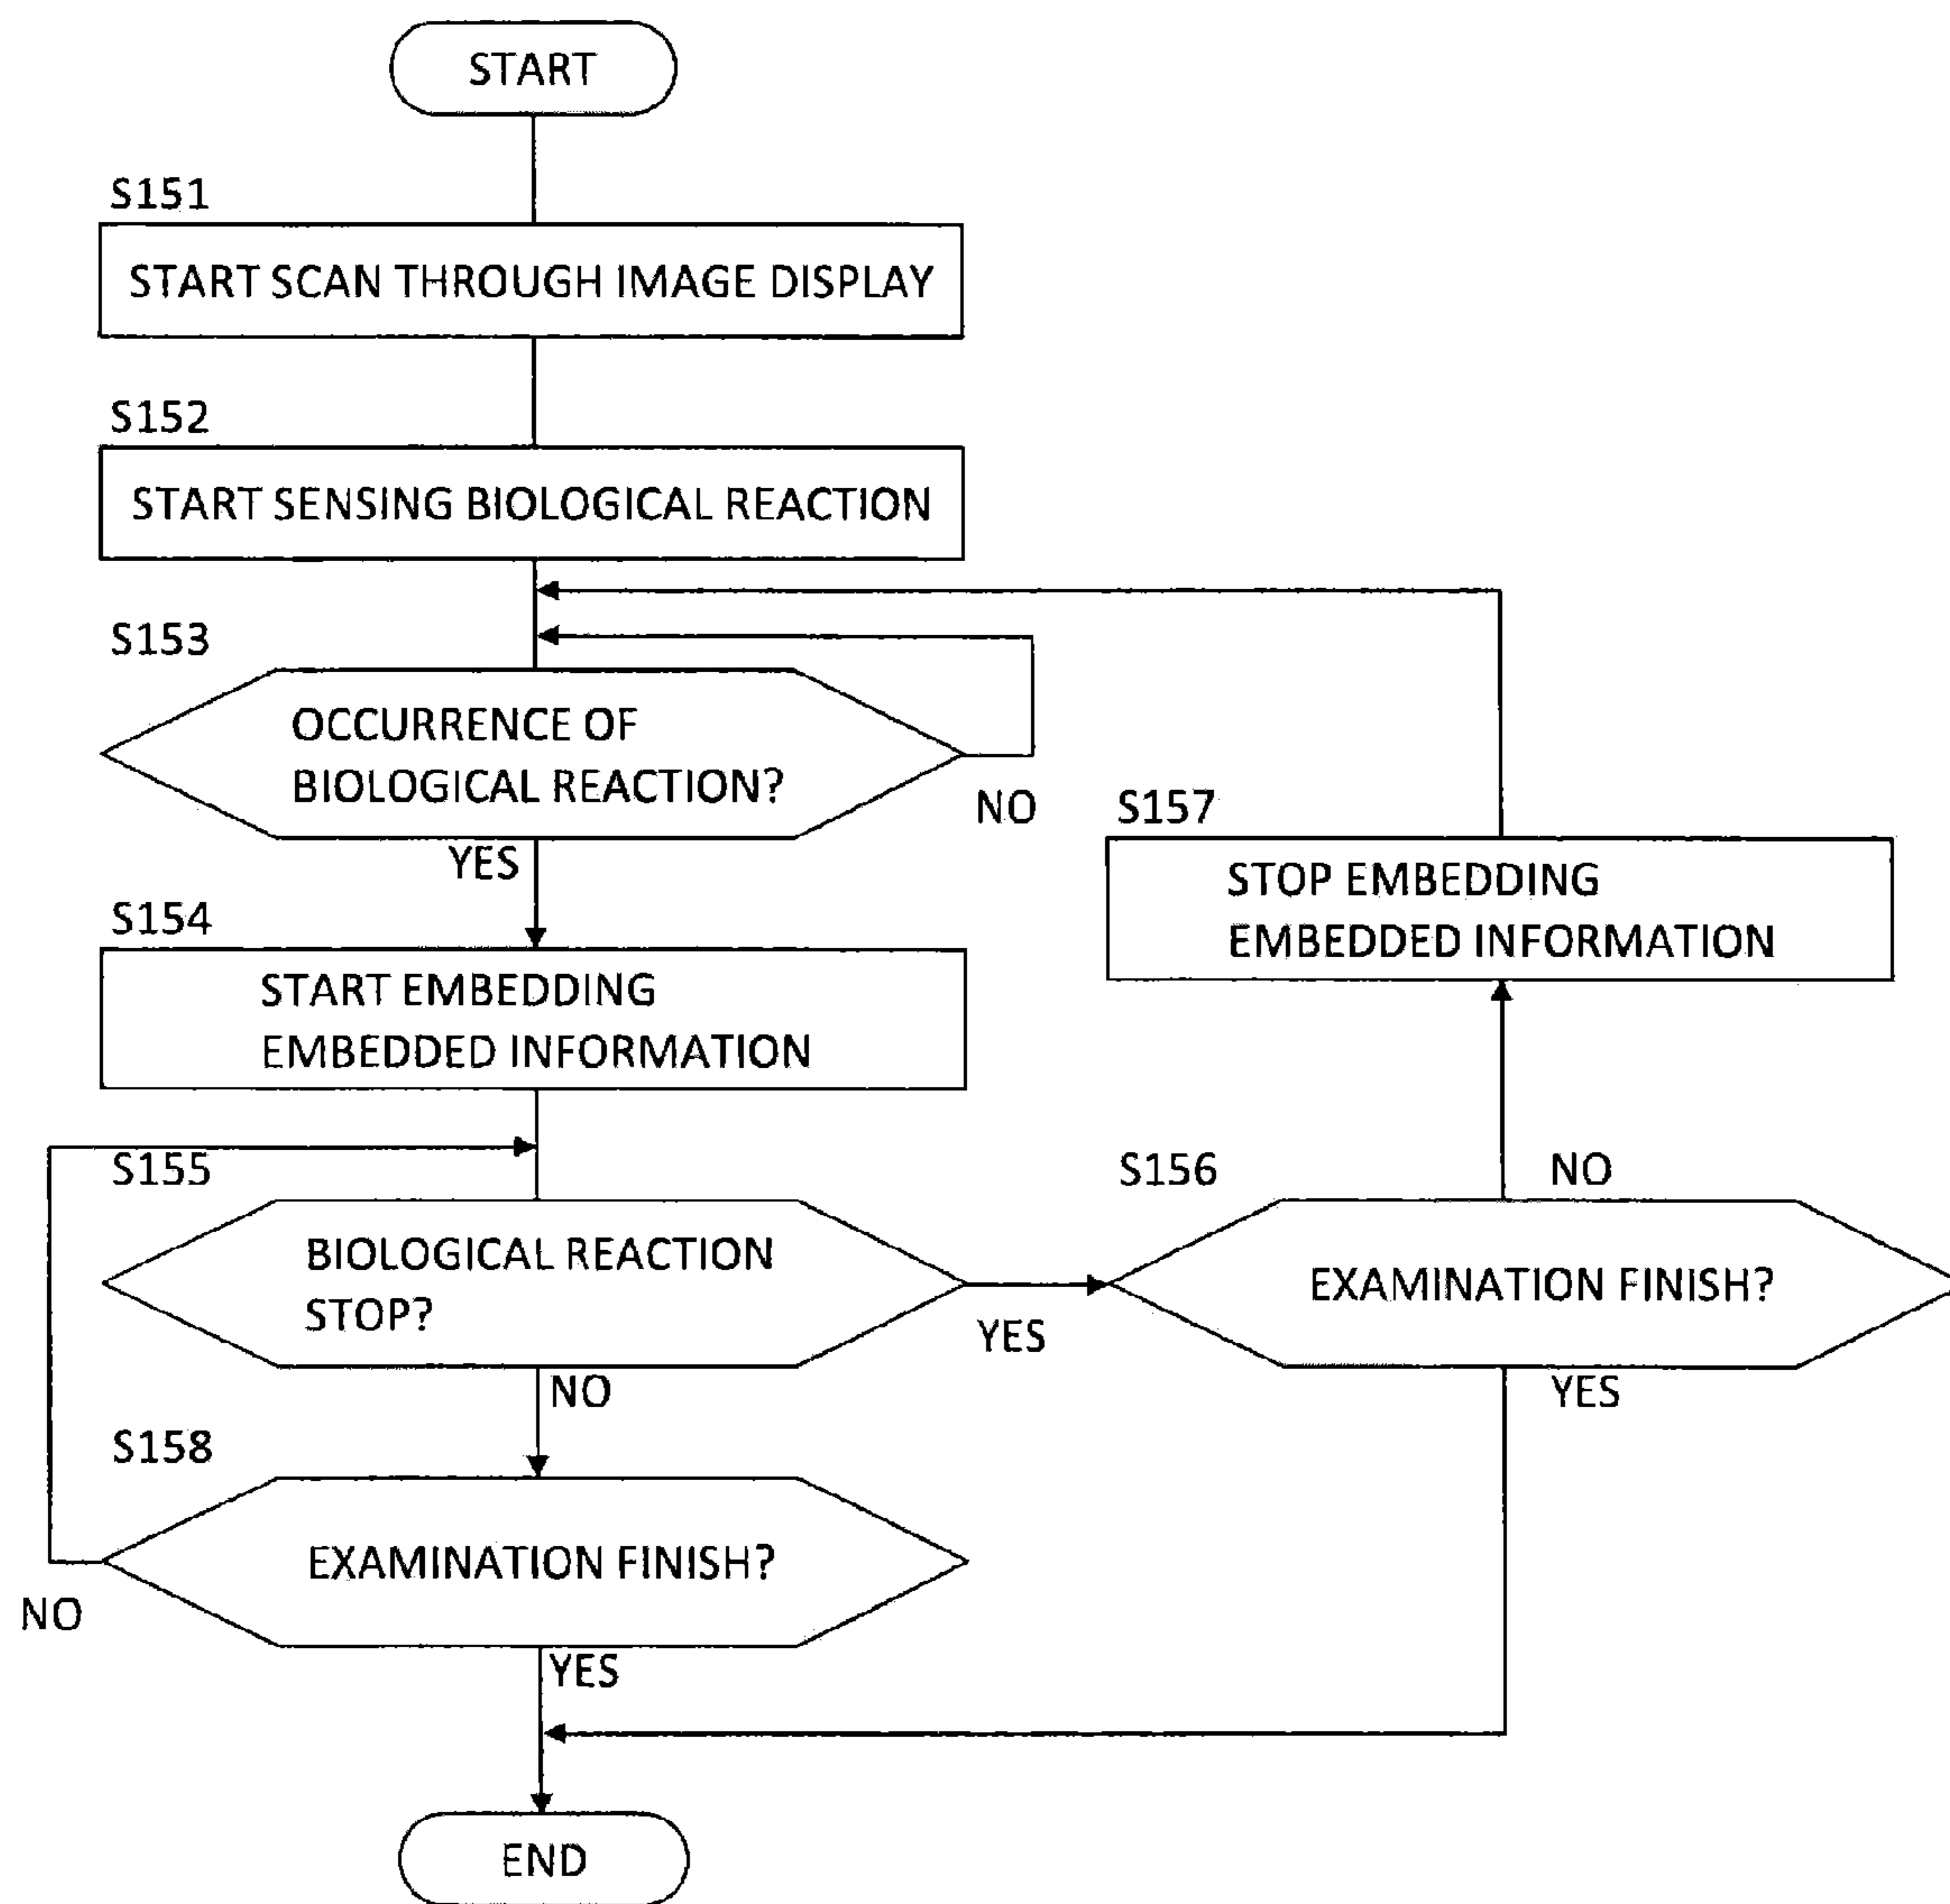 START
S151
START SCAN THROUGH IMAGE DISPLAY
S152
START SENSING BIOLOGICAL REACTION
S153
OCCURRENCE OF
BIOLOGICAL REACTION?
NO
YES
S154
START EMBEDDING
EMBEDDED INFORMATION
S155
BIOLOGICAL REACTION
STOP?
YES
NO
S156
EXAMINATION FINISH?
NO
YES
S157
STOP EMBEDDING
EMBEDDED INFORMATION
S158
EXAMINATION FINISH?
NO
YES
END